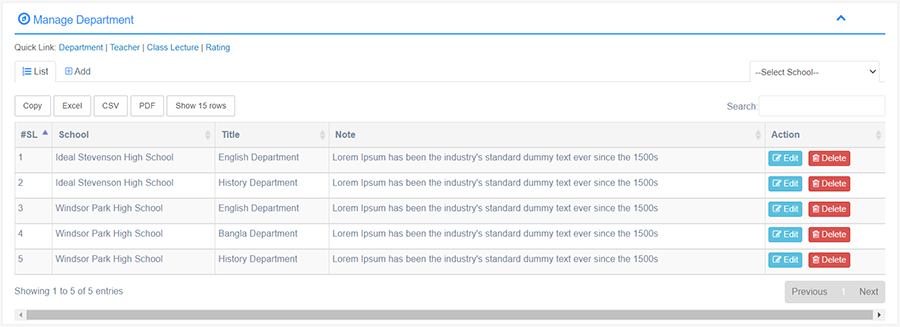 Manage Department
Quick Link: Department | Teacher | Class Lecture | Rating
List Add --Select School--
Copy Excel CSV PDF Show 15 rows Search:
#SL School Title Note Action
1 Ideal Stevenson High School English Department Lorem Ipsum has been the industry's standard dummy text ever since the 1500s Edit Delete
2 Ideal Stevenson High School History Department Lorem Ipsum has been the industry's standard dummy text ever since the 1500s Edit Delete
3 Windsor Park High School English Department Lorem Ipsum has been the industry's standard dummy text ever since the 1500s Edit Delete
4 Windsor Park High School Bangla Department Lorem Ipsum has been the industry's standard dummy text ever since the 1500s Edit Delete
5 Windsor Park High School History Department Lorem Ipsum has been the industry's standard dummy text ever since the 1500s Edit Delete
Showing 1 to 5 of 5 entries Previous 1 Next